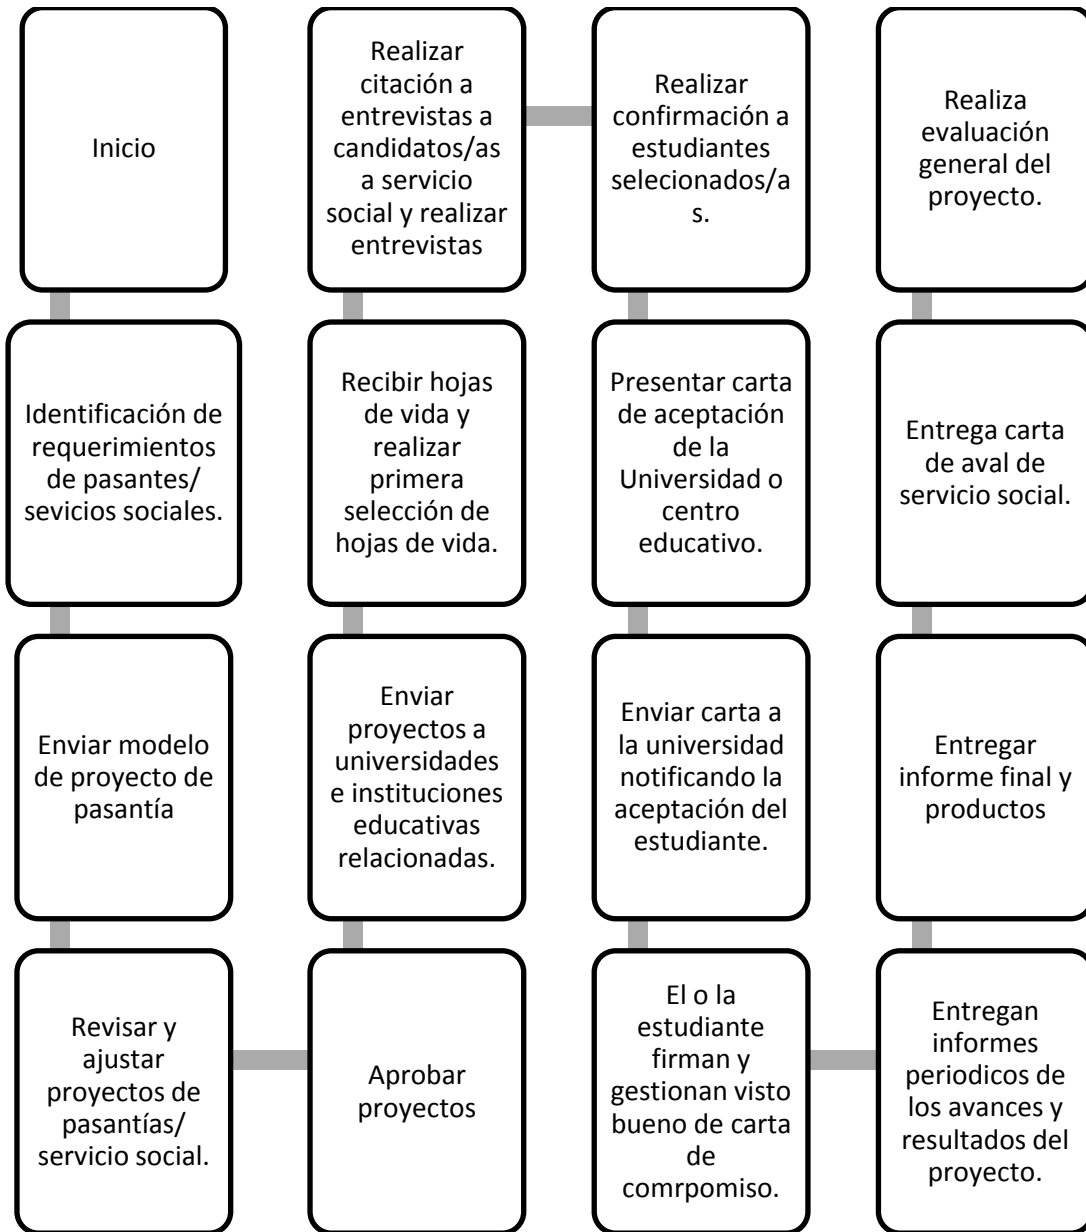 Inicio
Identificación de
requerimientos
de pasantes/
sevicios sociales.
Enviar modelo
de proyecto de
pasantía
Revisar y
ajustar
proyectos de
pasantías/
servicio social.
Aprobar
proyectos
Enviar
proyectos a
universidades
e instituciones
educativas
relacionadas.
Recibir hojas
de vida y
realizar
primera
selección de
hojas de vida.
Realizar
citación a
entrevistas a
candidatos/as
a servicio
social y realizar
entrevistas
Realizar
confirmación a
estudiantes
selecionados/a
s.
Presentar carta
de aceptación
de la
Universidad o
centro
educativo.
Enviar carta a
la universidad
notificando la
aceptación del
estudiante.
El o la
estudiante
firman y
gestionan visto
bueno de carta
de
comrpomiso.
Entregan
informes
periodicos de
los avances y
resultados del
proyecto.
Entregar
informe final y
productos
Entrega carta
de aval de
servicio social.
Realiza
evaluación
general del
proyecto.